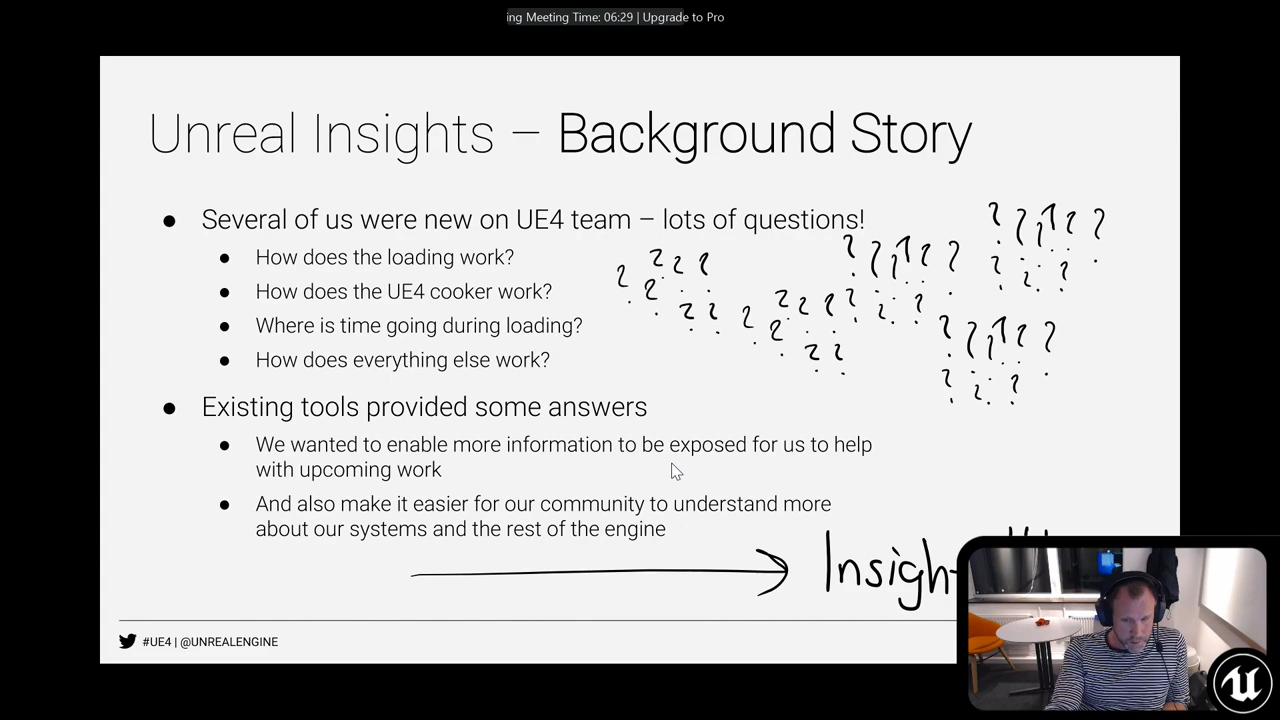 ing Meeting Time: 06:29 | Upgrade to Pro
Unreal Insights – Background Story
● Several of us were new on UE4 team – lots of questions!
● How does the loading work?
● How does the UE4 cooker work?
● Where is time going during loading?
● How does everything else work?
● Existing tools provided some answers
● We wanted to enable more information to be exposed for us to help
with upcoming work
● And also make it easier for our community to understand more
about our systems and the rest of the engine
#UE4 | @UNREALENGINE